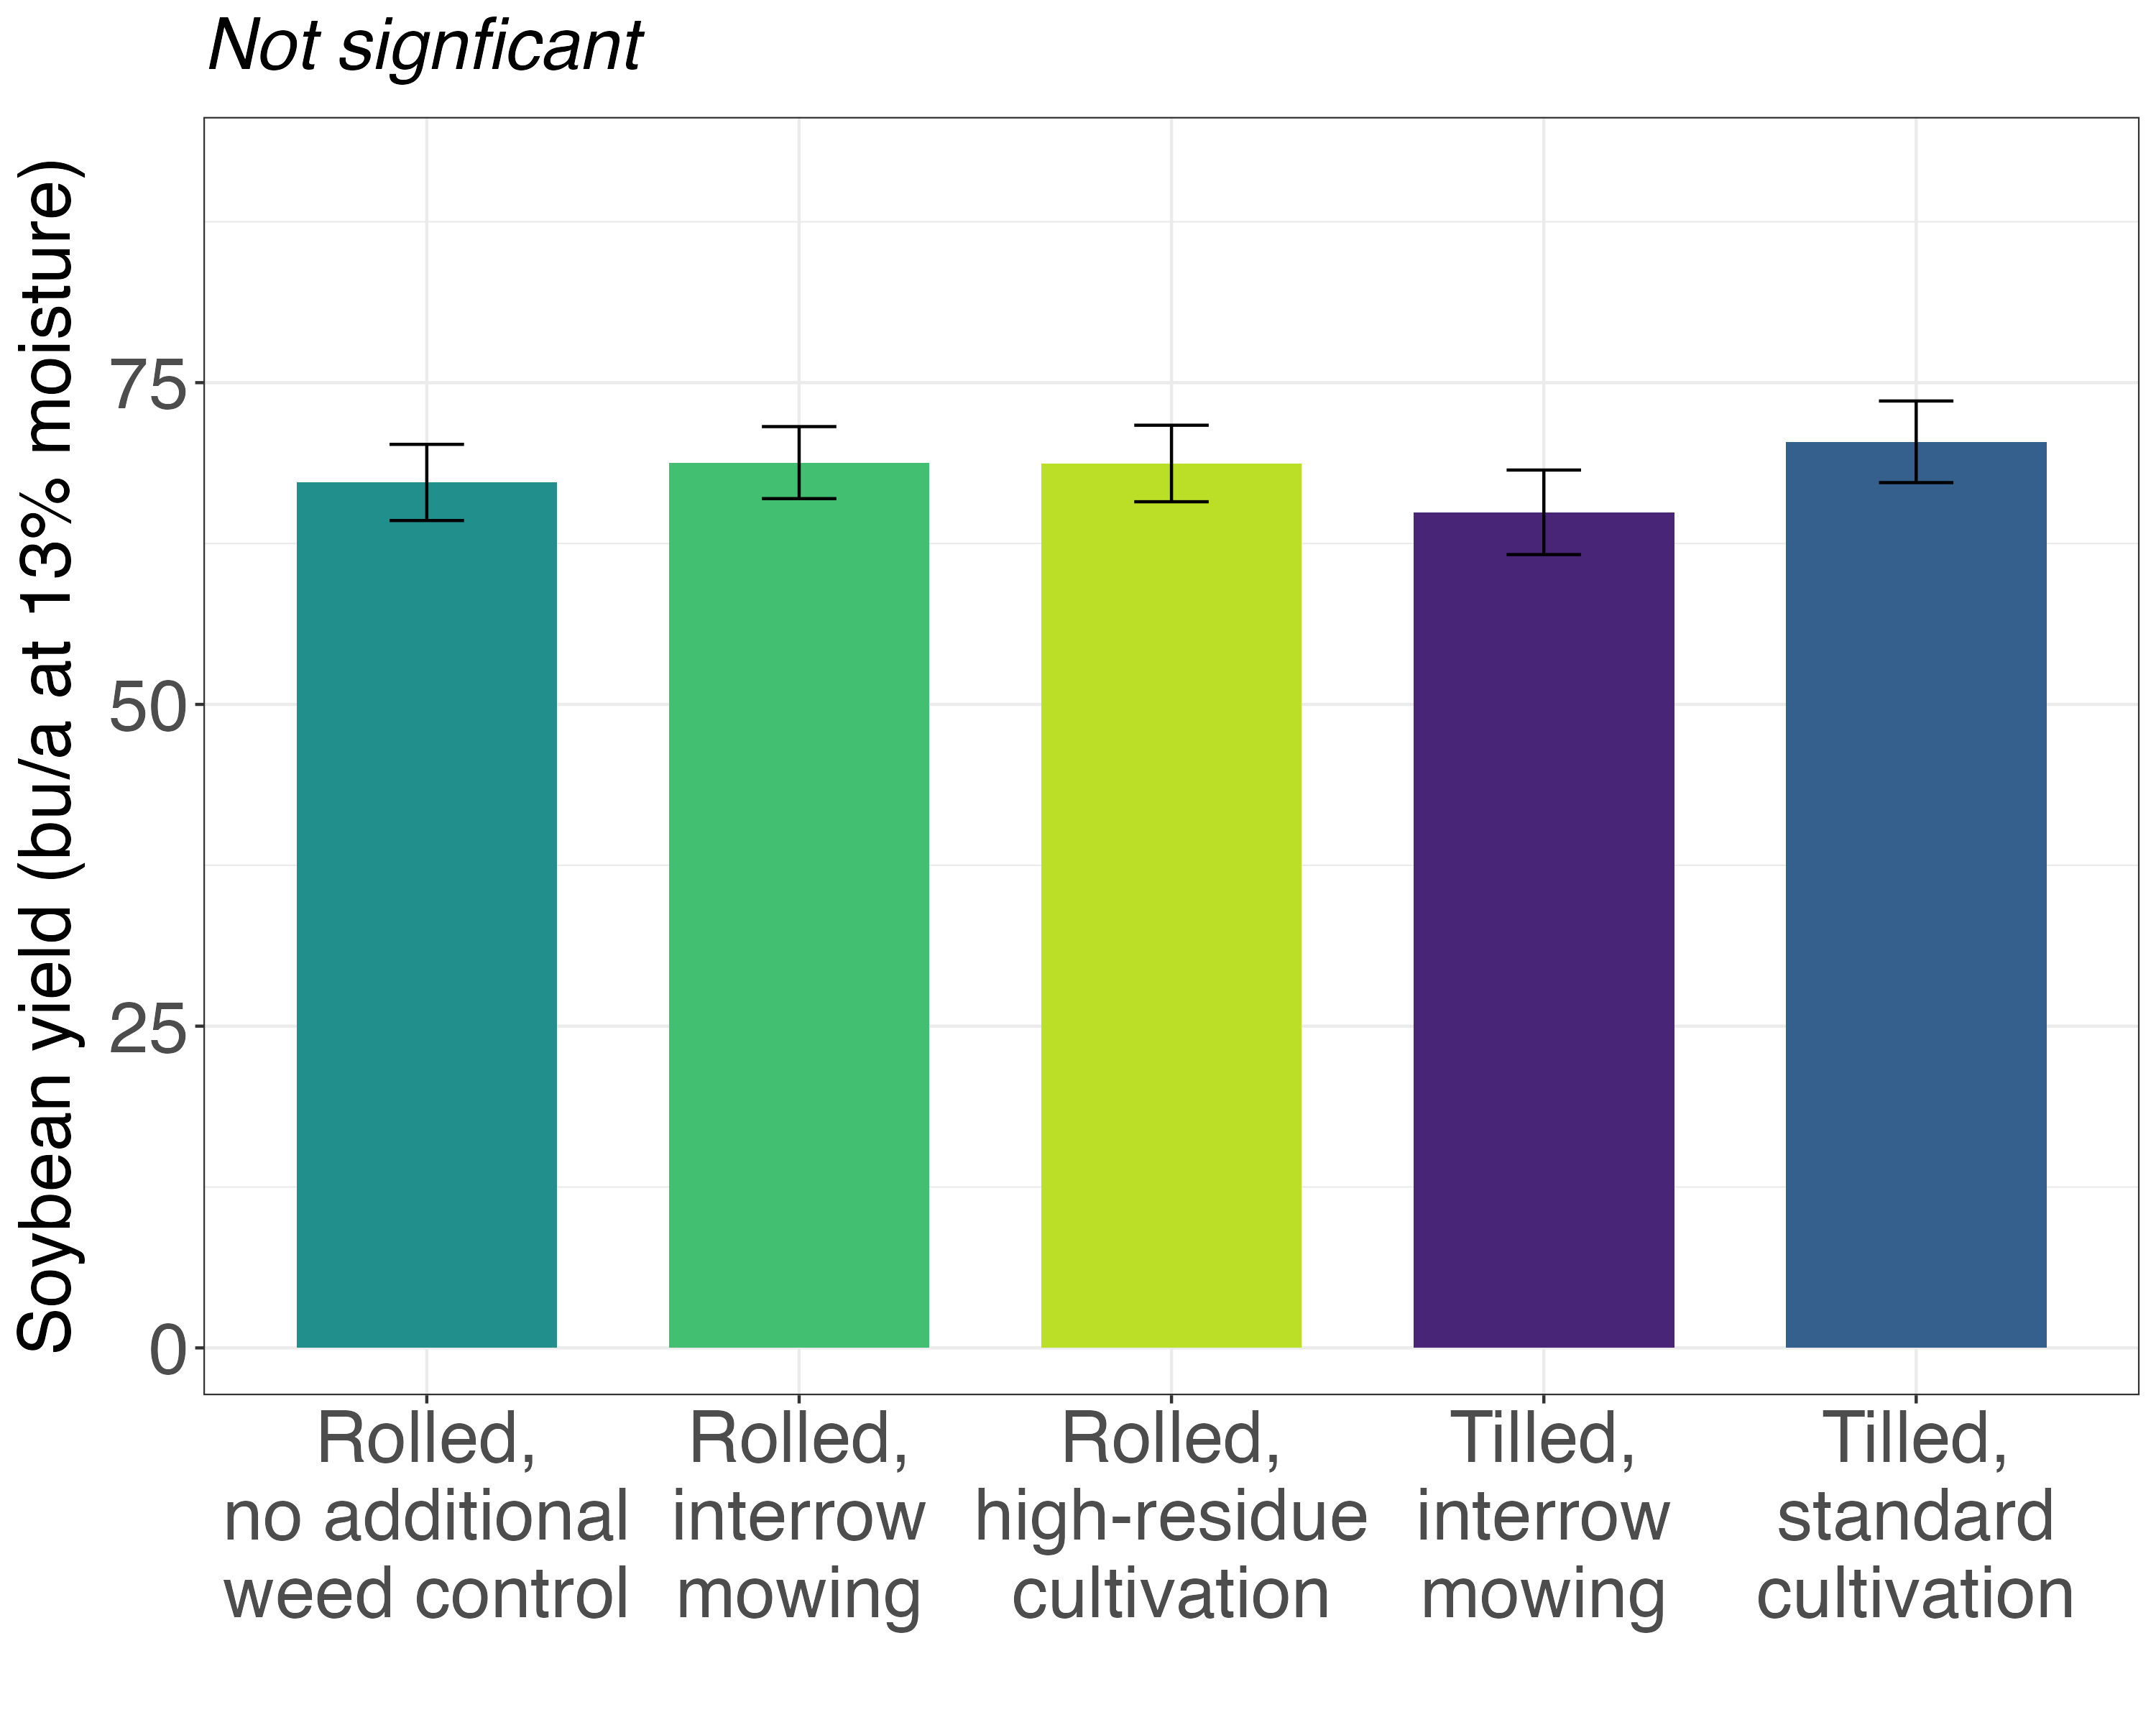 Not signficant
Soybean yield (bu/a at 13% moisture)
75
50
25
0
Rolled,
no additional
weed control
Rolled,
interrow
mowing
Rolled,
high-residue
cultivation
Tilled,
interrow
mowing
Tilled,
standard
cultivation